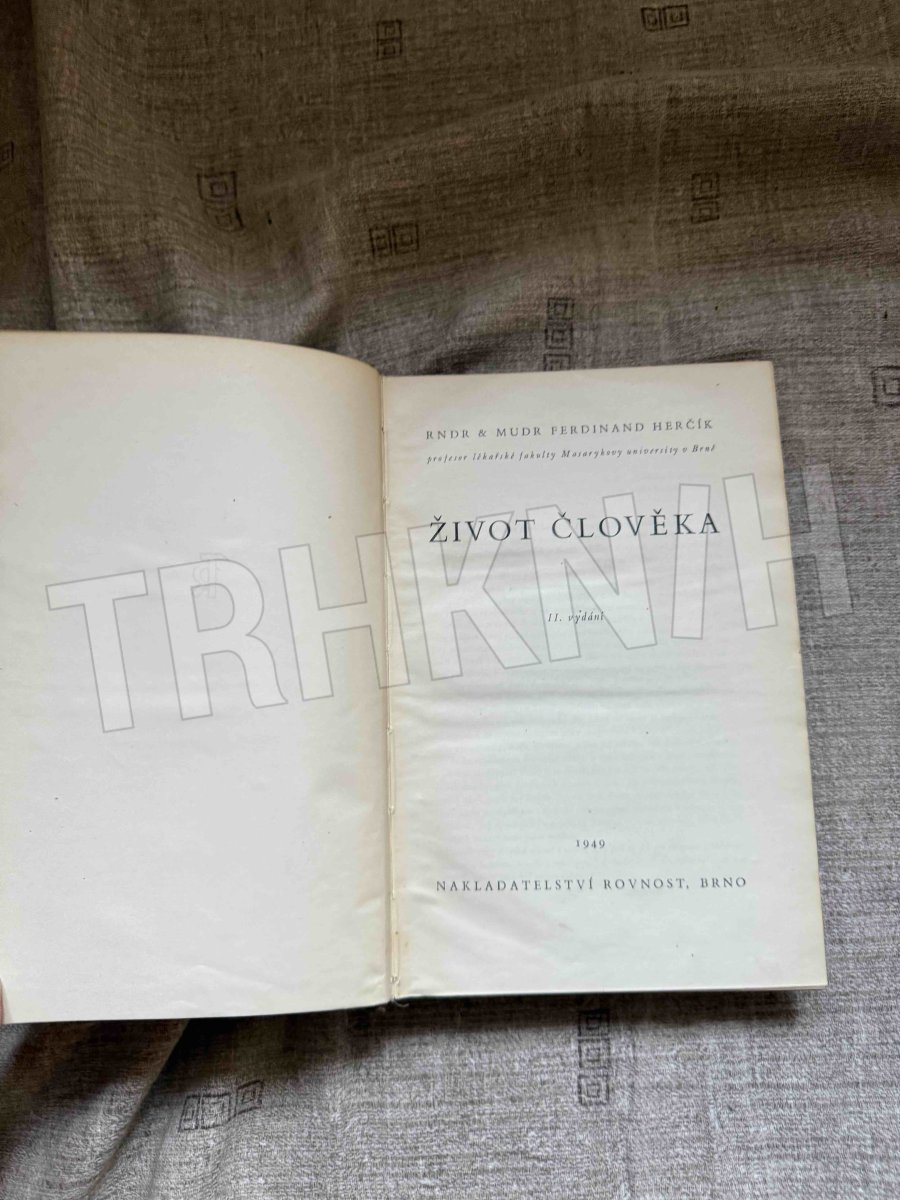 RNDR & MUDR FERDINAND HERČÍK
profesor lékařské fakulty Masarykovy university v Brně
ŽIVOT ČLOVĚKA
TRHKNIH
II. vydání
1949
NAKLADATELSTVÍ ROVNOST, BRNO